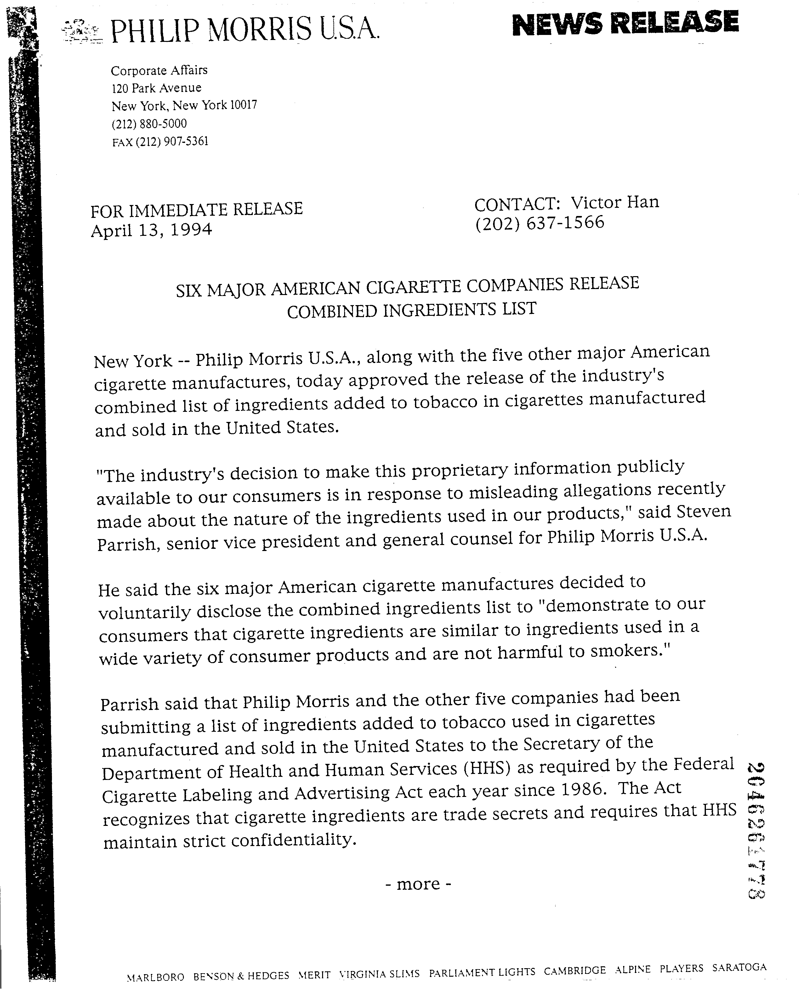 PHILIP MORRIS U.S.A.
NEWS RELEASE
Corporate Affairs
120 Park Avenue
New York, New York 10017
(212) 880-5000
FAX (212) 907-5361
FOR IMMEDIATE RELEASE
April 13, 1994
CONTACT: Victor Han
(202) 637-1566
SIX MAJOR AMERICAN CIGARETTE COMPANIES RELEASE
COMBINED INGREDIENTS LIST
New York -- Philip Morris U.S.A., along with the five other major American
cigarette manufactures, today approved the release of the industry's
combined list of ingredients added to tobacco in cigarettes manufactured
and sold in the United States.
"The industry's decision to make this proprietary information publicly
available to our consumers is in response to misleading allegations recently
made about the nature of the ingredients used in our products," said Steven
Parrish, senior vice president and general counsel for Philip Morris U.S.A.
He said the six major American cigarette manufactures decided to
voluntarily disclose the combined ingredients list to "demonstrate to our
consumers that cigarette ingredients are similar to ingredients used in a
wide variety of consumer products and are not harmful to smokers."
Parrish said that Philip Morris and the other five companies had been
submitting a list of ingredients added to tobacco used in cigarettes
manufactured and sold in the United States to the Secretary of the
Department of Health and Human Services (HHS) as required by the Federal
Cigarette Labeling and Advertising Act each year since 1986. The Act
recognizes that cigarette ingredients are trade secrets and requires that HHS
maintain strict confidentiality.
- more -
MARLBORO BENSON & HEDGES MERIT VIRGINIA SLIMS PARLIAMENT LIGHTS CAMBRIDGE ALPINE PLAYERS SARATOGA